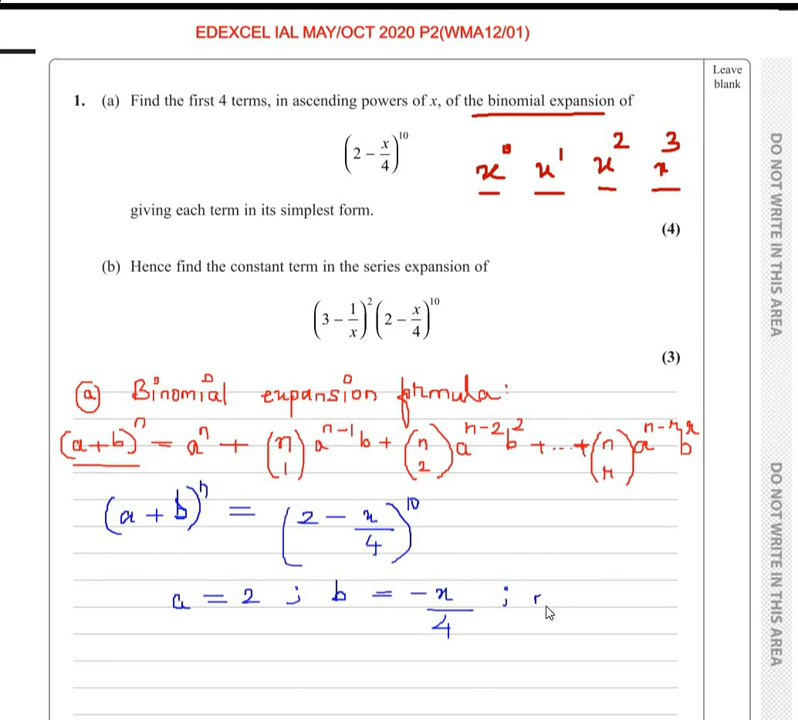 EDEXCEL IAL MAY/OCT 2020 P2(WMA12/01)
Leave
blank
1. (a) Find the first 4 terms, in ascending powers of x, of the binomial expansion of
(2 − x/4)^10
x^0 x^1 x^2 x^3
giving each term in its simplest form.
(4)
(b) Hence find the constant term in the series expansion of
(3 − 1/x)^2 (2 − x/4)^10
(3)
(a) Binomial expansion formula:
(a+b)^n = a^n + (n 1) a^n-1 b + (n 2) a^n-2 b^2 + ... + (n r) a^n-r b^r
(a + b)^n = (2 − x/4)^10
a = 2 ; b = −x/4 ;
DO NOT WRITE IN THIS AREA
DO NOT WRITE IN THIS AREA